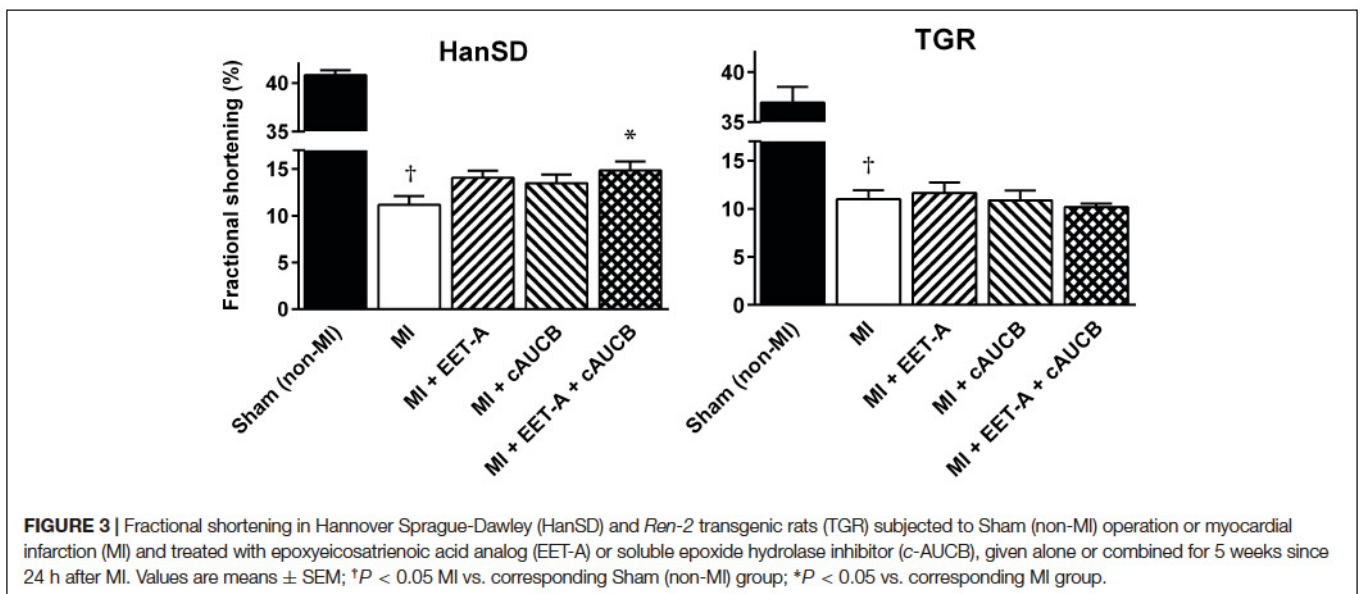 HanSD
Fractional shortening (%)
40
35
15
10
5
0
†
*
Sham (non-MI)
MI
MI + EET-A
MI + cAUCB
MI + EET-A + cAUCB
TGR
40
35
15
10
5
0
†
Sham (non-MI)
MI
MI + EET-A
MI + cAUCB
MI + EET-A + cAUCB
FIGURE 3 | Fractional shortening in Hannover Sprague-Dawley (HanSD) and Ren-2 transgenic rats (TGR) subjected to Sham (non-MI) operation or myocardial
infarction (MI) and treated with epoxyeicosatrienoic acid analog (EET-A) or soluble epoxide hydrolase inhibitor (c-AUCB), given alone or combined for 5 weeks since
24 h after MI. Values are means ± SEM; †P < 0.05 MI vs. corresponding Sham (non-MI) group; *P < 0.05 vs. corresponding MI group.